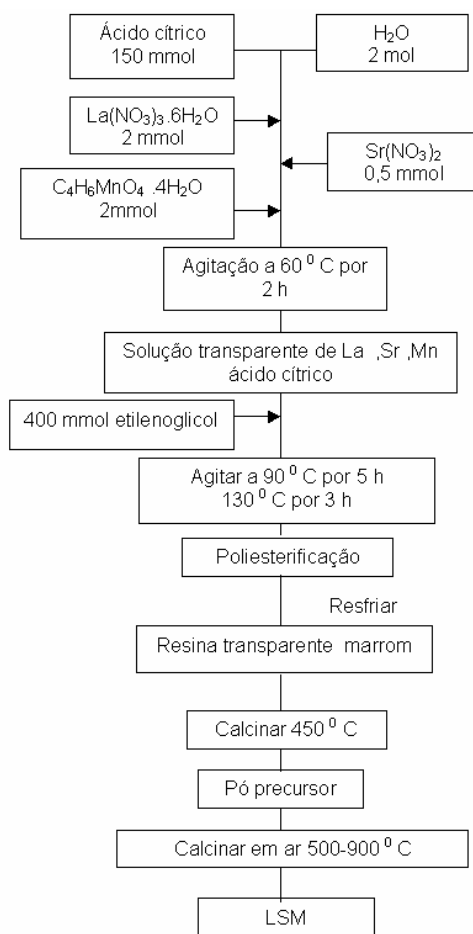 Ácido cítrico
150 mmol
H₂O
2 mol
La(NO₃)₃.6H₂O
2 mmol
Sr(NO₃)₂
0,5 mmol
C₄H₆MnO₄ .4H₂O
2mmol
Agitação a 60 ⁰ C por
2 h
Solução transparente de La ,Sr ,Mn
ácido cítrico
400 mmol etilenoglicol
Agitar a 90 ⁰ C por 5 h
130 ⁰ C por 3 h
Poliesterificação
Resfriar
Resina transparente marrom
Calcinar 450 ⁰ C
Pó precursor
Calcinar em ar 500-900 ⁰ C
LSM